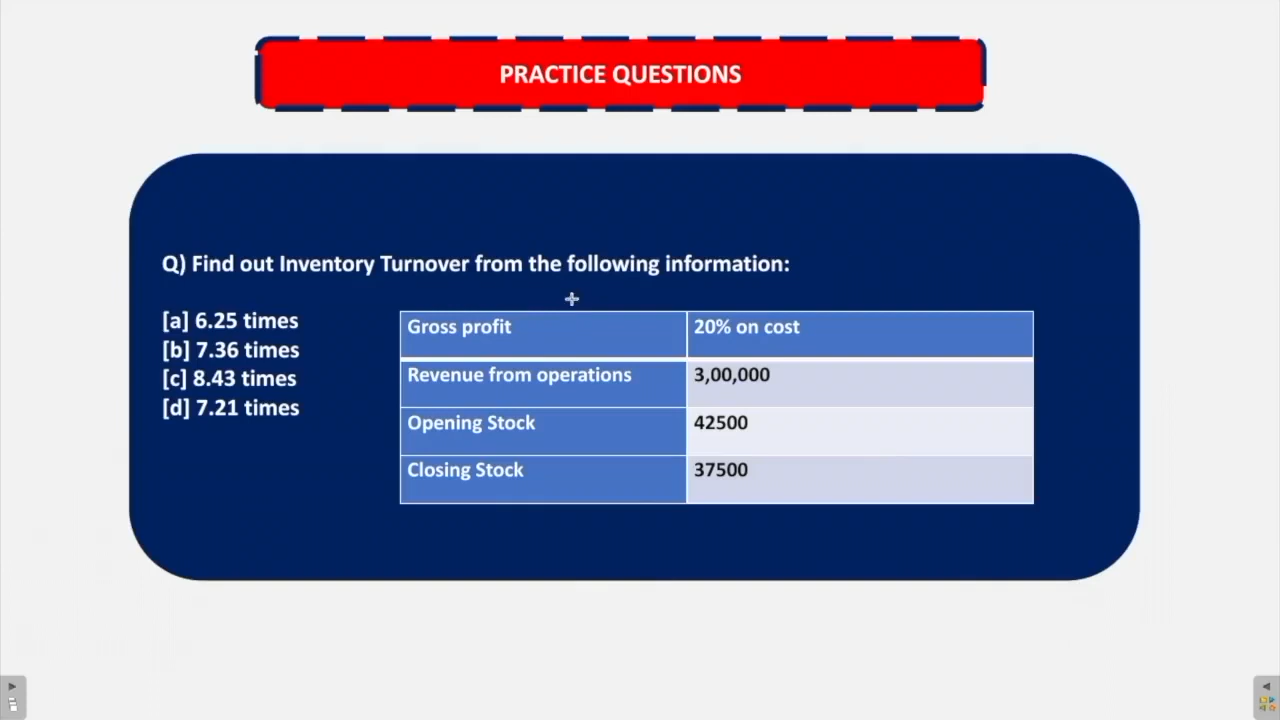 PRACTICE QUESTIONS
Q) Find out Inventory Turnover from the following information:
[a] 6.25 times
[b] 7.36 times
[c] 8.43 times
[d] 7.21 times
Gross profit 20% on cost
Revenue from operations 3,00,000
Opening Stock 42500
Closing Stock 37500